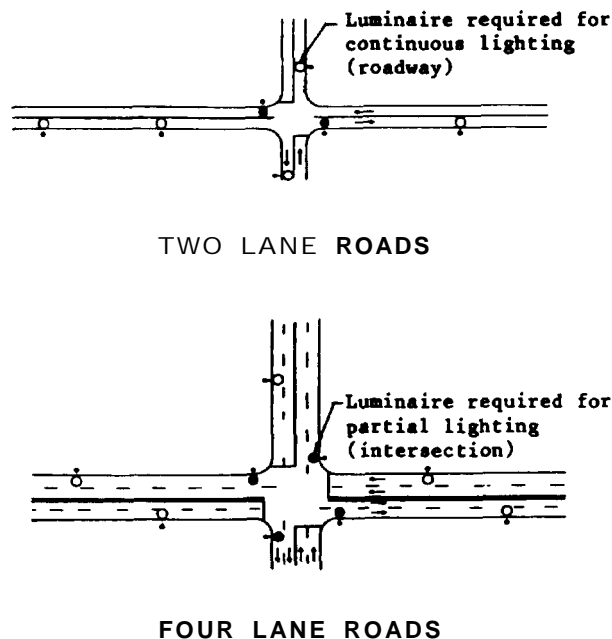 Luminaire required for
continuous lighting
(roadway)
TWO LANE ROADS
Luminaire required for
partial lighting
(intersection)
FOUR LANE ROADS